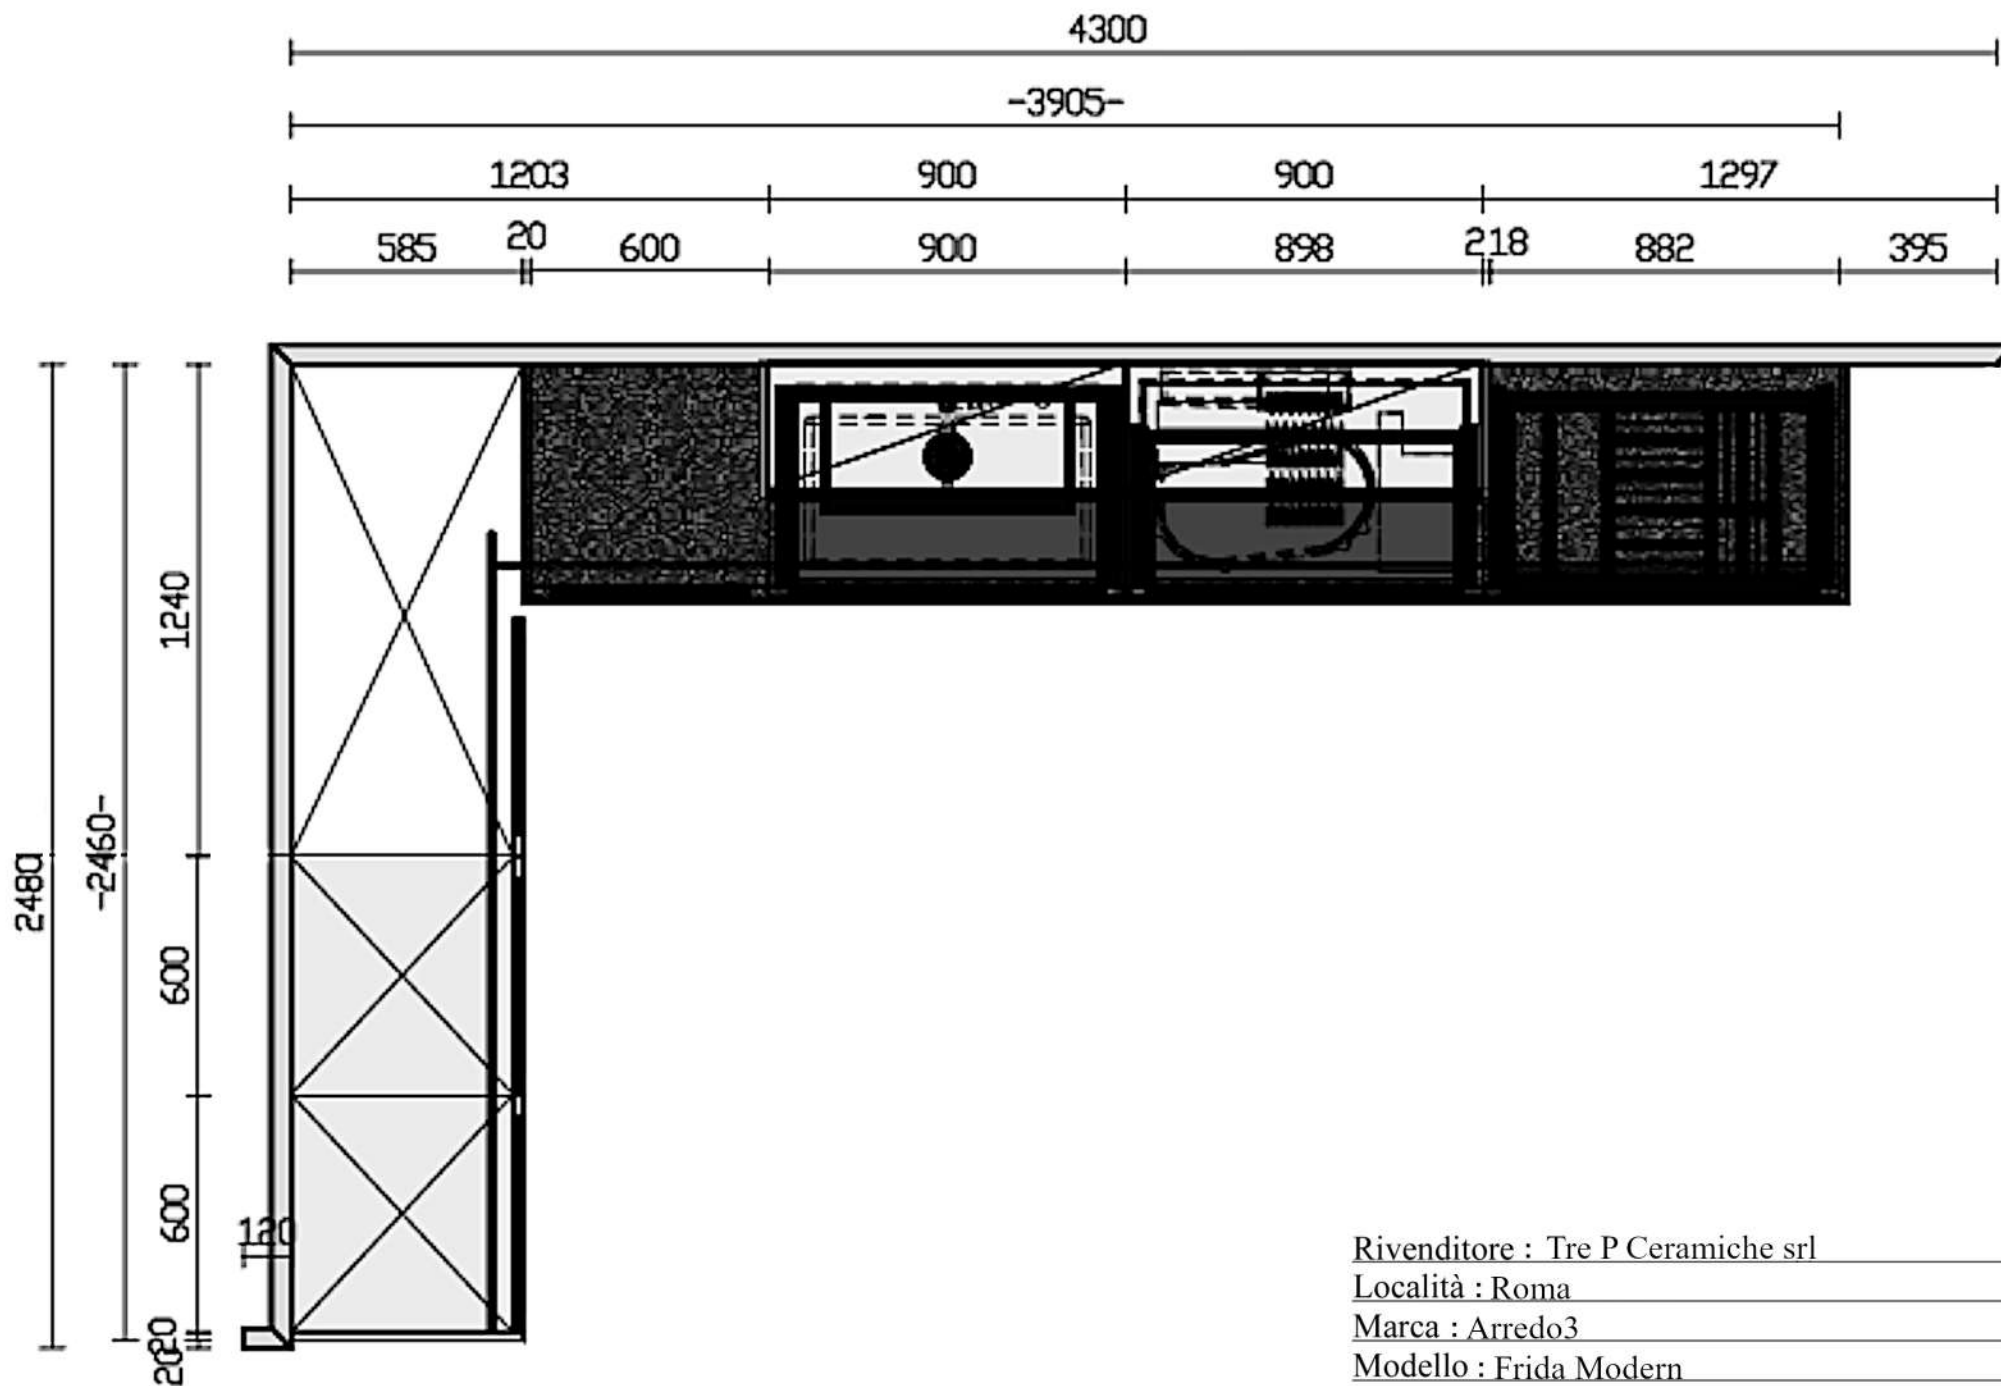 4300
-3905-
1203 900 900 1297
585 20 600 900 898 218 882 395
1240
-2460-
2480
600
600
120
20
20
Rivenditore : Tre P Ceramiche srl
Località : Roma
Marca : Arredo3
Modello : Frida Modern